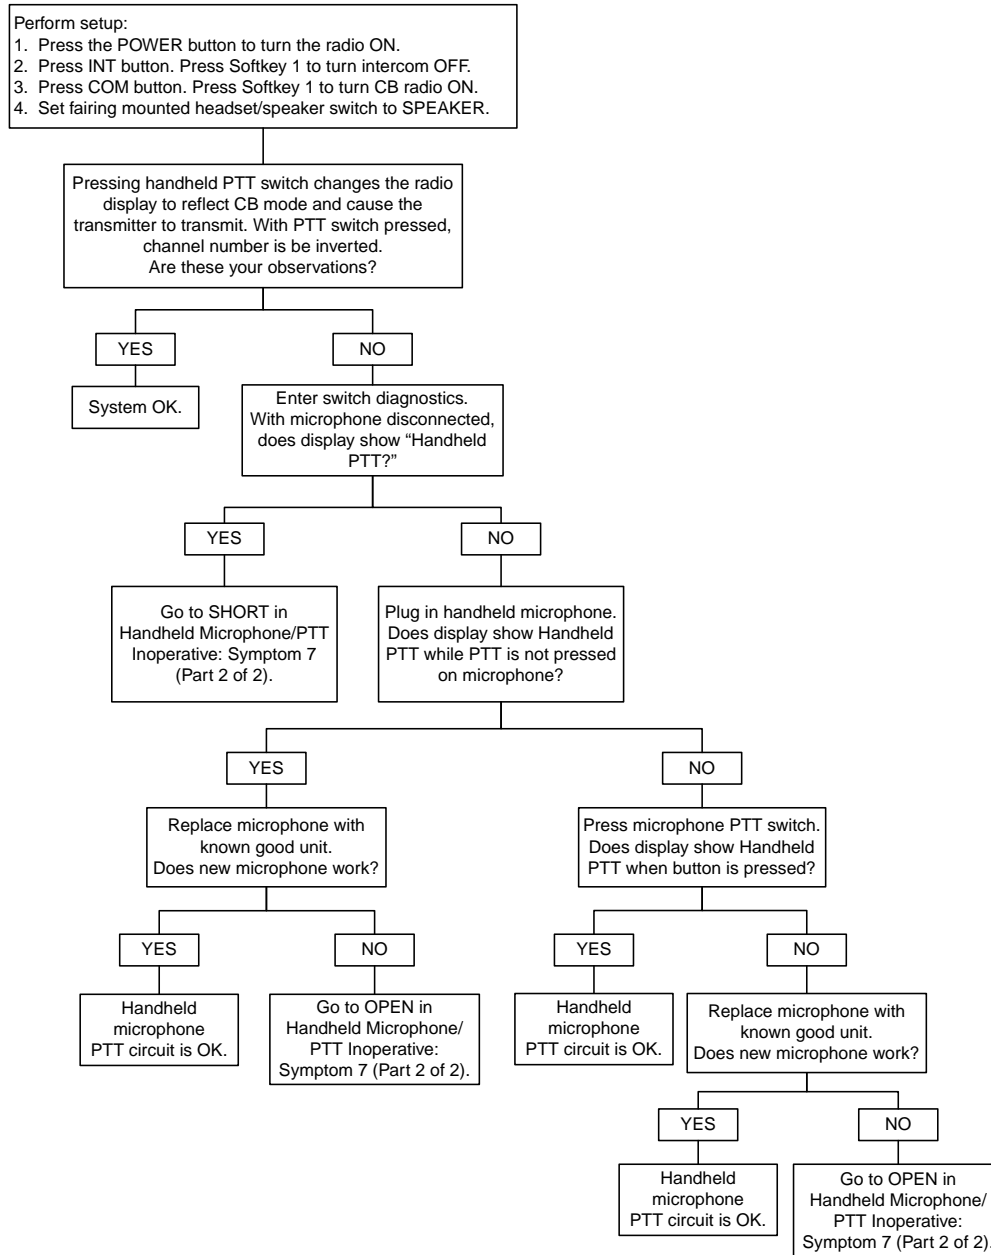 Perform setup:
1. Press the POWER button to turn the radio ON.
2. Press INT button. Press Softkey 1 to turn intercom OFF.
3. Press COM button. Press Softkey 1 to turn CB radio ON.
4. Set fairing mounted headset/speaker switch to SPEAKER.
Pressing handheld PTT switch changes the radio
display to reflect CB mode and cause the
transmitter to transmit. With PTT switch pressed,
channel number is be inverted.
Are these your observations?
YES
NO
System OK.
Enter switch diagnostics.
With microphone disconnected,
does display show “Handheld
PTT?”
YES
NO
Go to SHORT in
Handheld Microphone/PTT
Inoperative: Symptom 7
(Part 2 of 2).
Plug in handheld microphone.
Does display show Handheld
PTT while PTT is not pressed
on microphone?
YES
NO
Replace microphone with
known good unit.
Does new microphone work?
Press microphone PTT switch.
Does display show Handheld
PTT when button is pressed?
YES
NO
YES
NO
Handheld
microphone
PTT circuit is OK.
Go to OPEN in
Handheld Microphone/
PTT Inoperative:
Symptom 7 (Part 2 of 2).
Handheld
microphone
PTT circuit is OK.
Replace microphone with
known good unit.
Does new microphone work?
YES
NO
Handheld
microphone
PTT circuit is OK.
Go to OPEN in
Handheld Microphone/
PTT Inoperative:
Symptom 7 (Part 2 of 2).